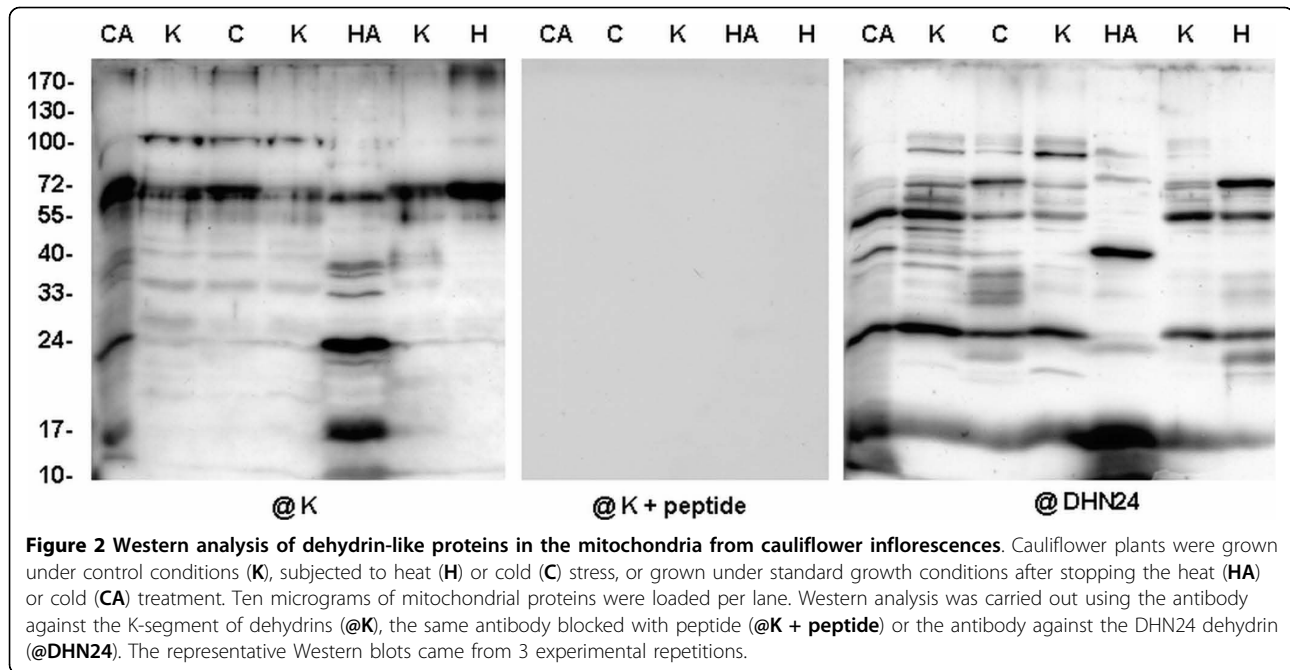 CA K C K HA K H CA C K HA H CA K C K HA K H
170-
130-
100-
72-
55-
40-
33-
24-
17-
10-
@K @K + peptide @DHN24
Figure 2 Western analysis of dehydrin-like proteins in the mitochondria from cauliflower inflorescences. Cauliflower plants were grown
under control conditions (K), subjected to heat (H) or cold (C) stress, or grown under standard growth conditions after stopping the heat (HA)
or cold (CA) treatment. Ten micrograms of mitochondrial proteins were loaded per lane. Western analysis was carried out using the antibody
against the K-segment of dehydrins (@K), the same antibody blocked with peptide (@K + peptide) or the antibody against the DHN24 dehydrin
(@DHN24). The representative Western blots came from 3 experimental repetitions.